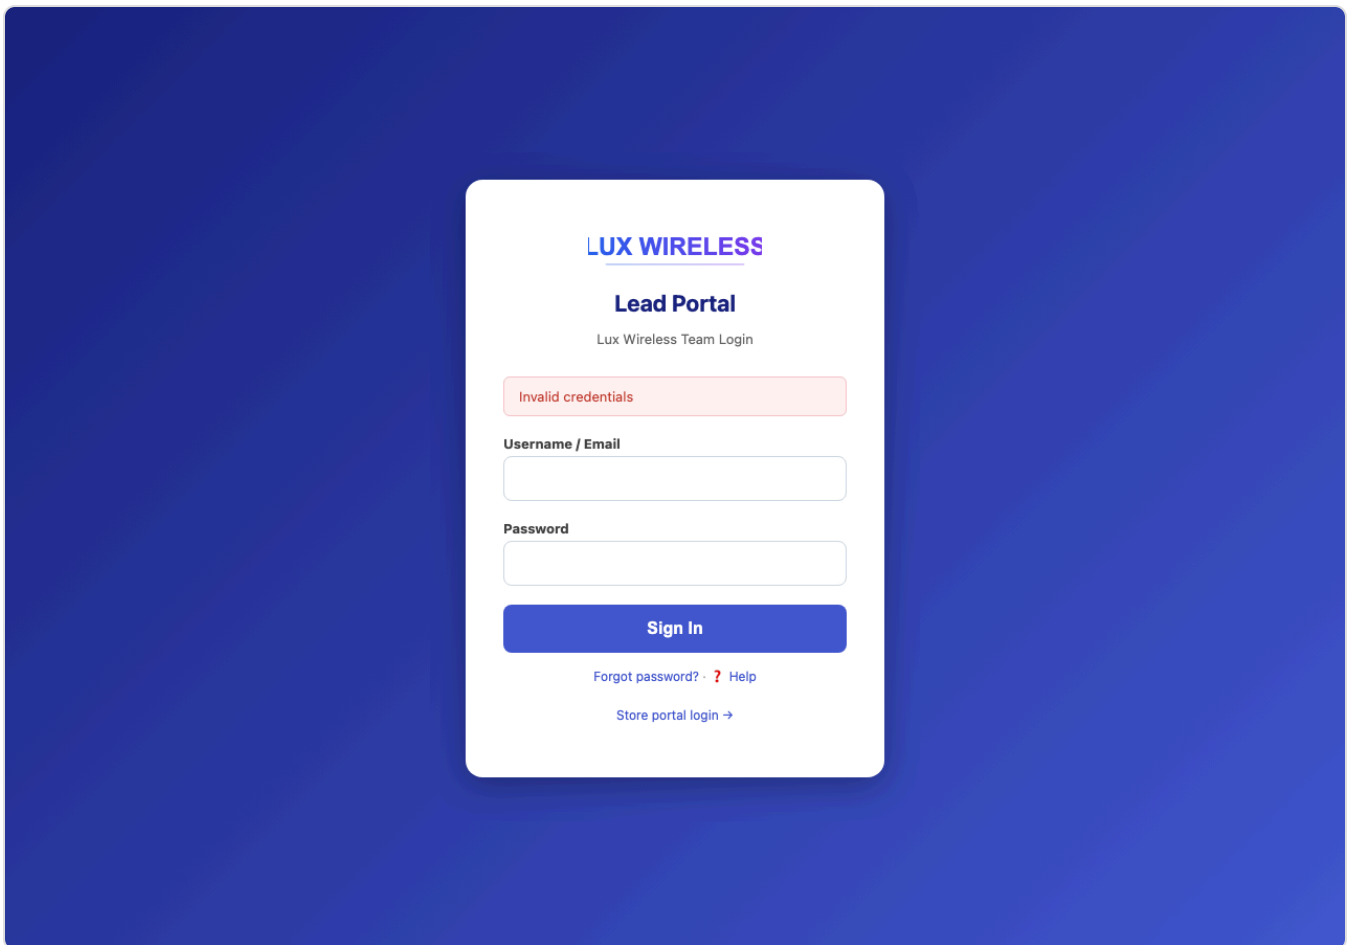 LUX WIRELESS
Lead Portal
Lux Wireless Team Login
Invalid credentials
Username / Email
Password
Sign In
Forgot password? · ❓ Help
Store portal login →